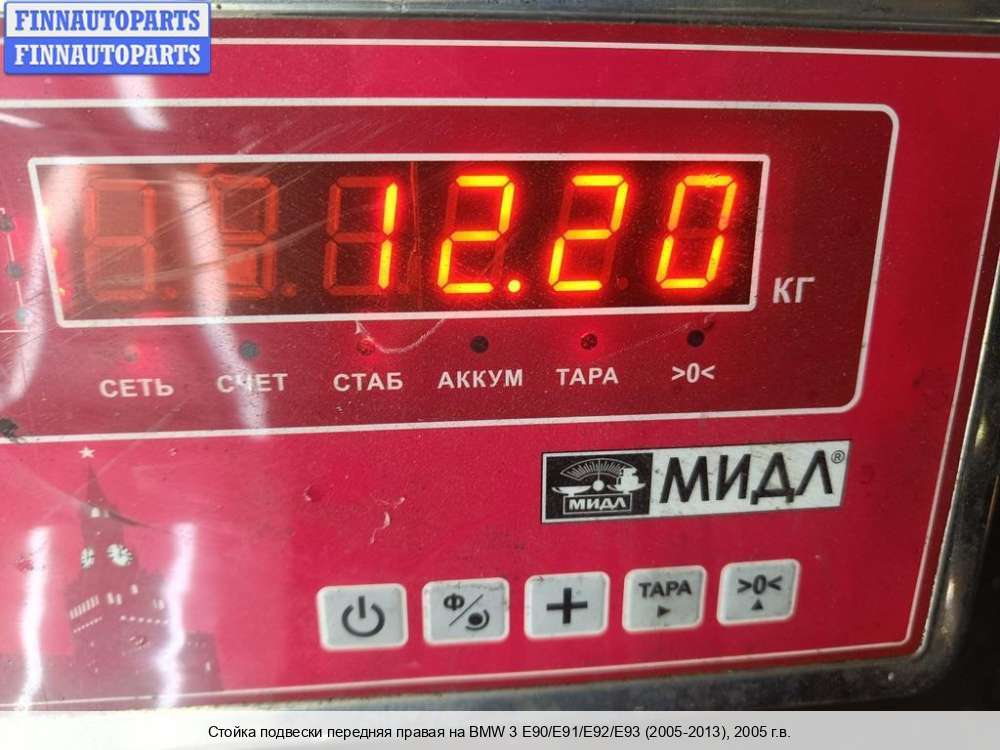 FINNAUTOPARTS
FINNAUTOPARTS
12.20
КГ
СЕТЬ СЧЕТ СТАБ АККУМ ТАРА >0<
МИДЛ МИДЛ®
Ф ТАРА >0<
Стойка подвески передняя правая на BMW 3 E90/E91/E92/E93 (2005-2013), 2005 г.в.